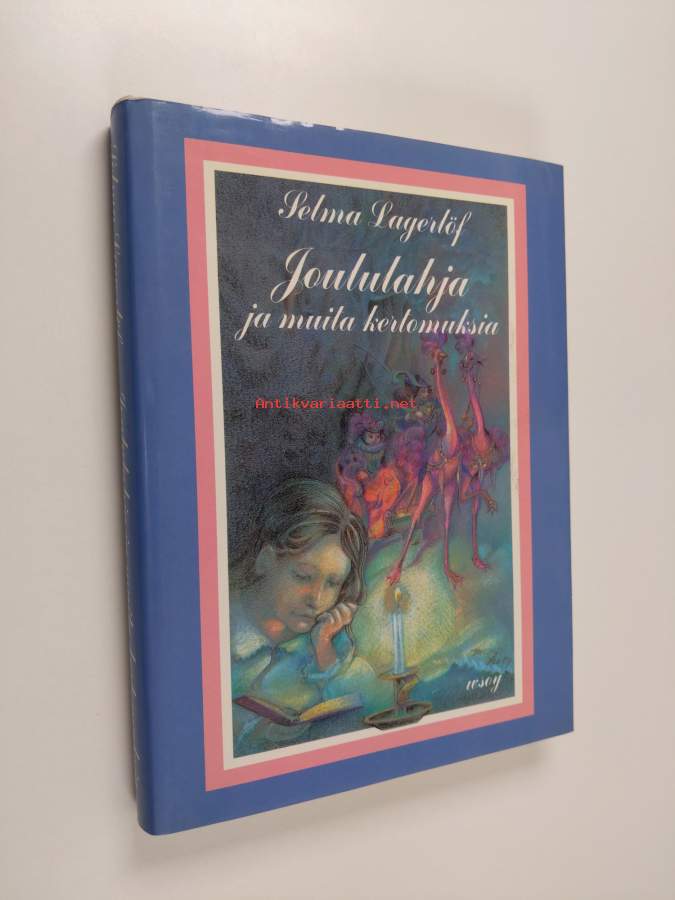 Selma Lagerlöf
Joululahja
ja muita kertomuksia
Antikvariaatti.net
wsoy